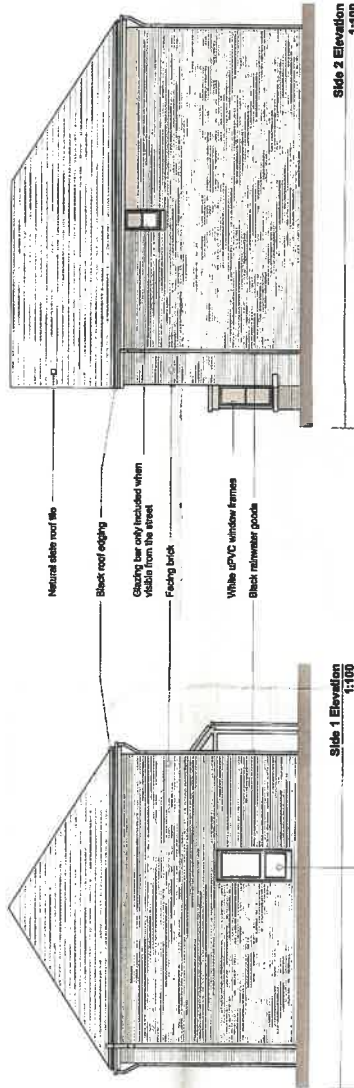 Natural slate roof tile
Black roof edging
Glazing bar only included when
visible from the street
Facing brick
White uPVC window frames
Black rainwater goods
Side 1 Elevation
1:100
Side 2 Elevation
1:100